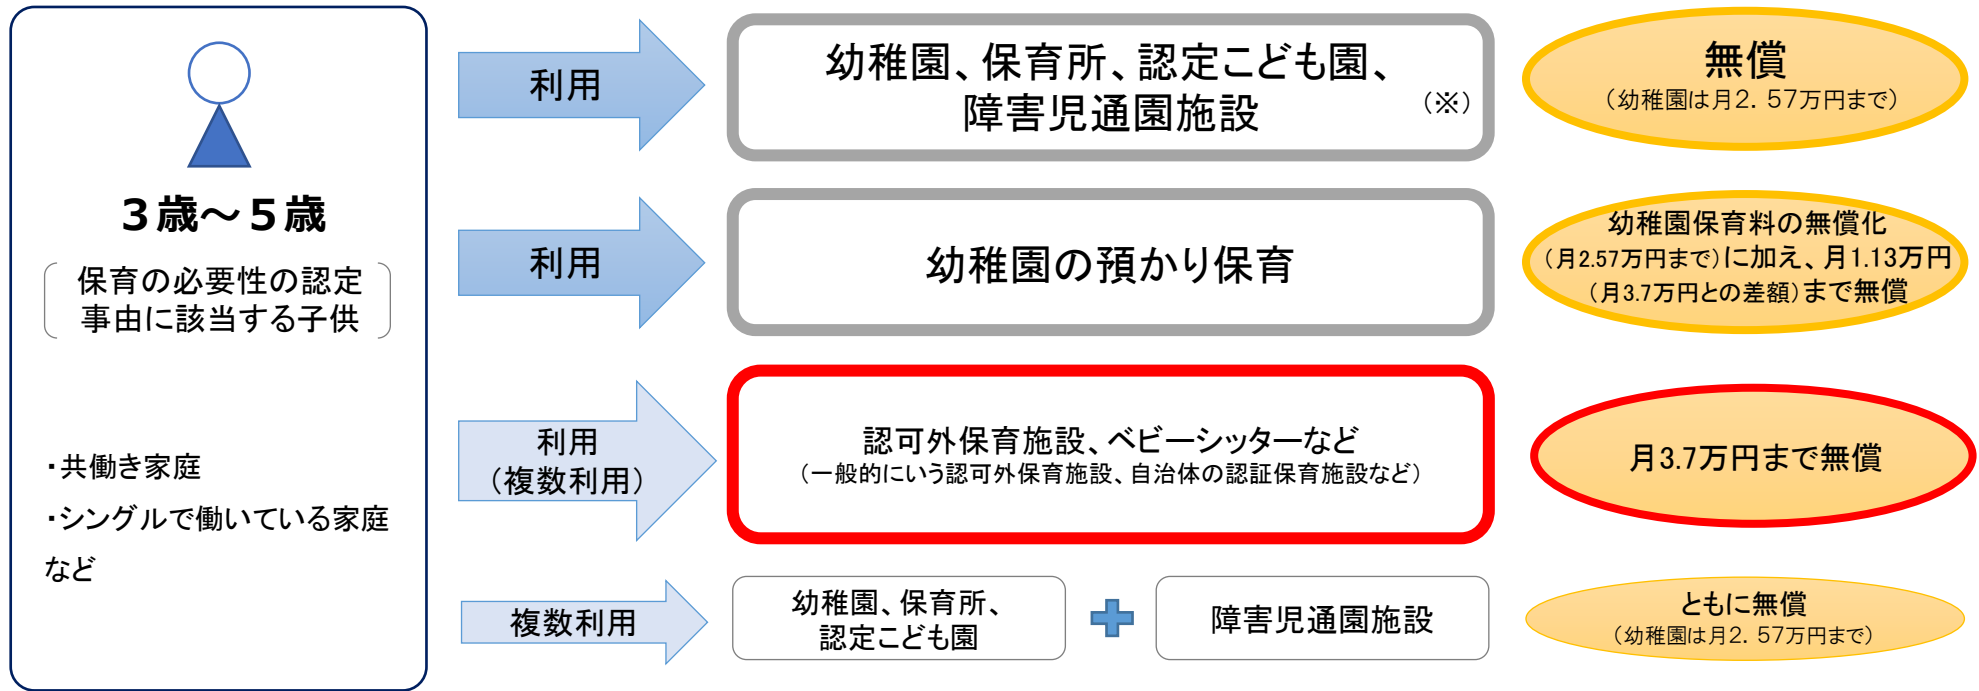 ３歳～５歳
保育の必要性の認定
事由に該当する子供
・共働き家庭
・シングルで働いている家庭
など
利用
幼稚園、保育所、認定こども園、
障害児通園施設
（※）
無償
（幼稚園は月２．５７万円まで）
利用
幼稚園の預かり保育
幼稚園保育料の無償化
（月2.57万円まで）に加え、月1.13万円
（月3.7万円との差額）まで無償
利用
（複数利用）
認可外保育施設、ベビーシッターなど
（一般的にいう認可外保育施設、自治体の認証保育施設など）
月3.7万円まで無償
複数利用
幼稚園、保育所、
認定こども園
障害児通園施設
ともに無償
（幼稚園は月２．５７万円まで）